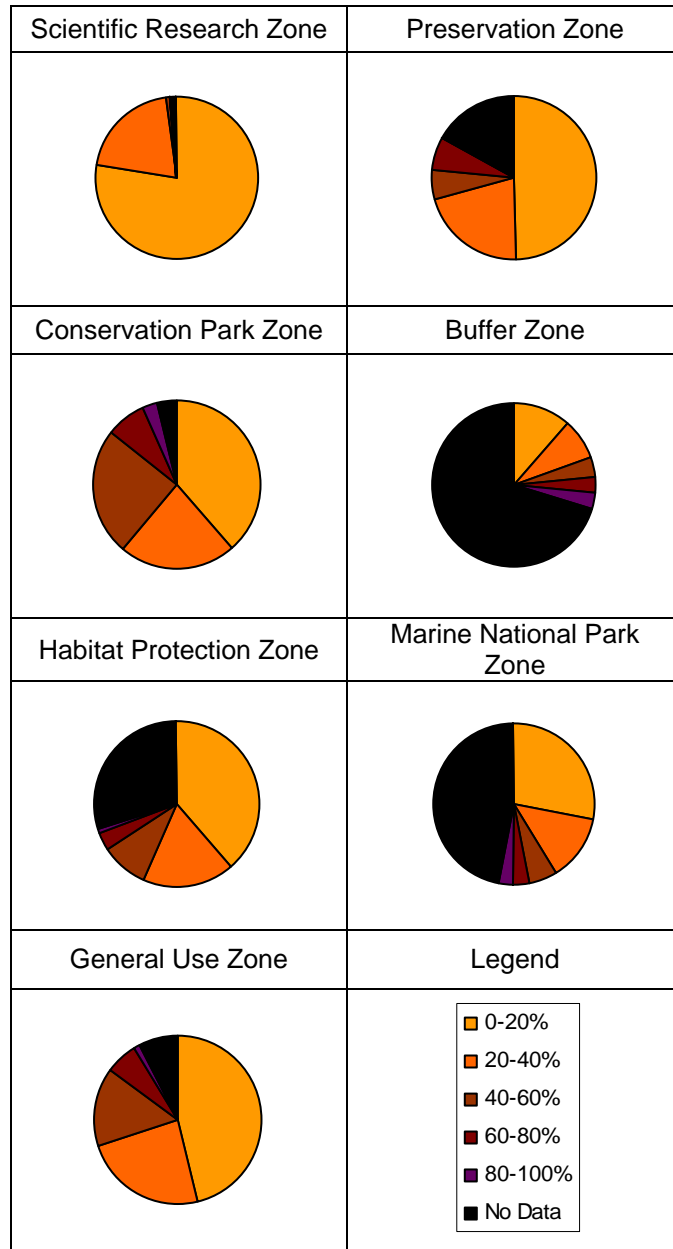 Scientific Research Zone
Preservation Zone
Conservation Park Zone
Buffer Zone
Habitat Protection Zone
Marine National Park
Zone
General Use Zone
Legend
0-20%
20-40%
40-60%
60-80%
80-100%
No Data